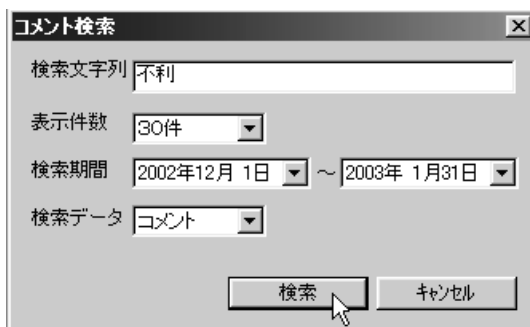 コメント検索
検索文字列 不利
表示件数 30件
検索期間 2002年12月 1日 ～ 2003年 1月31日
検索データ コメント
検索 キャンセル